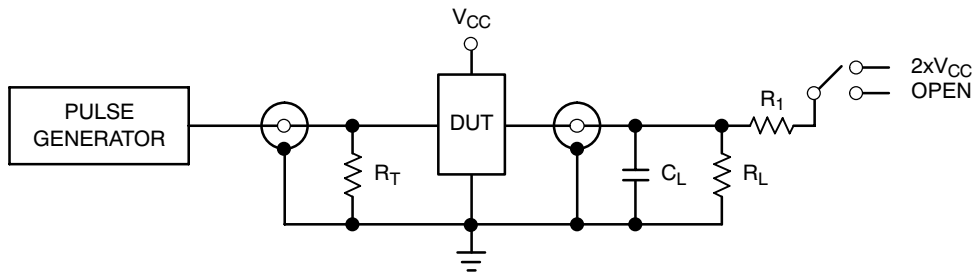 V_CC
PULSE
GENERATOR
R_T
DUT
C_L
R_L
R_1
2xV_CC
OPEN